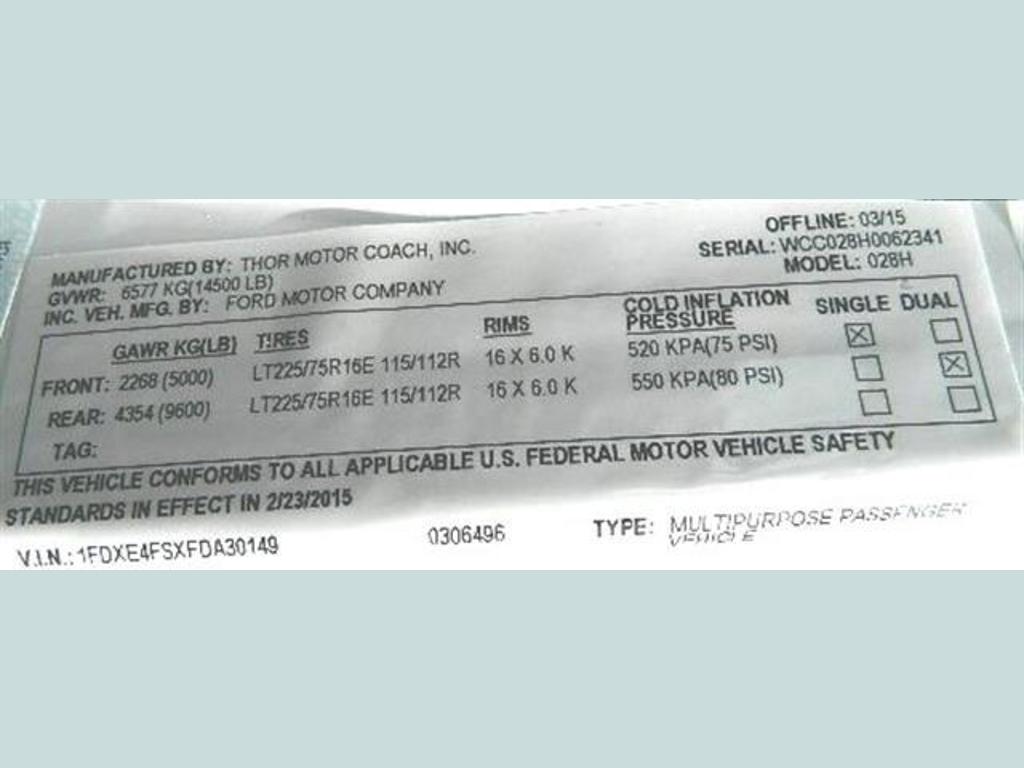 OFFLINE: 03/15
MANUFACTURED BY: THOR MOTOR COACH, INC.
SERIAL: WCC028H0062341
GVWR: 6577 KG(14500 LB)
MODEL: 028H
INC. VEH. MFG. BY: FORD MOTOR COMPANY
GAWR KG(LB) TIRES RIMS COLD INFLATION PRESSURE SINGLE DUAL
FRONT: 2268 (5000) LT225/75R16E 115/112R 16 X 6.0 K 520 KPA(75 PSI)
REAR: 4354 (9600) LT225/75R16E 115/112R 16 X 6.0 K 550 KPA(80 PSI)
TAG:
THIS VEHICLE CONFORMS TO ALL APPLICABLE U.S. FEDERAL MOTOR VEHICLE SAFETY
STANDARDS IN EFFECT IN 2/23/2015
V.I.N.: 1FDXE4FSXFDA30149 0306496 TYPE: MULTIPURPOSE PASSENGER
VEHICLE